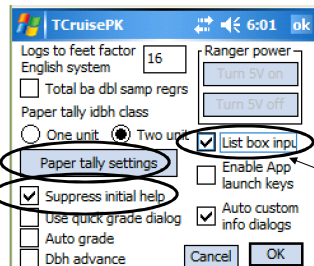 TCruisePK 6:01 ok
Logs to feet factor
English system
16
Total ba dbl samp regrs
Paper tally idbh class
One unit Two unit
Paper tally settings
Suppress initial help
Use quick grade dialog
Auto grade
Dbh advance
Ranger power
Turn 5V on
Turn 5V off
List box inpu
Enable App
launch keys
Auto custom
info dialogs
Cancel OK